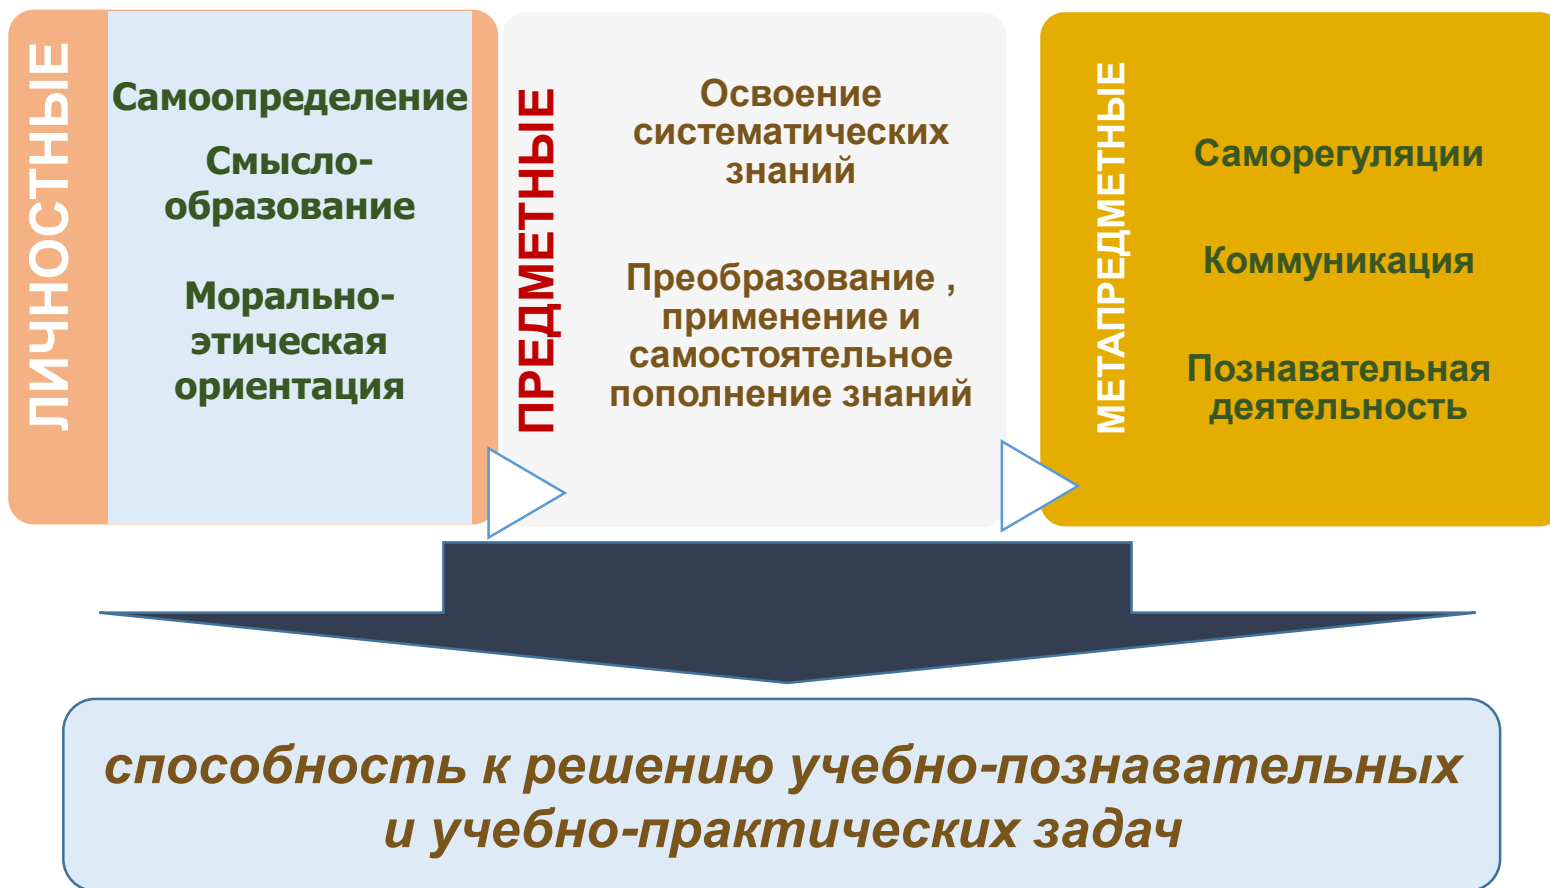 ЛИЧНОСТНЫЕ
Самоопределение
Смысло-
образование
Морально-
этическая
ориентация
ПРЕДМЕТНЫЕ
Освоение
систематических
знаний
Преобразование ,
применение и
самостоятельное
пополнение знаний
МЕТАПРЕДМЕТНЫЕ
Саморегуляции
Коммуникация
Познавательная
деятельность
способность к решению учебно-познавательных
и учебно-практических задач